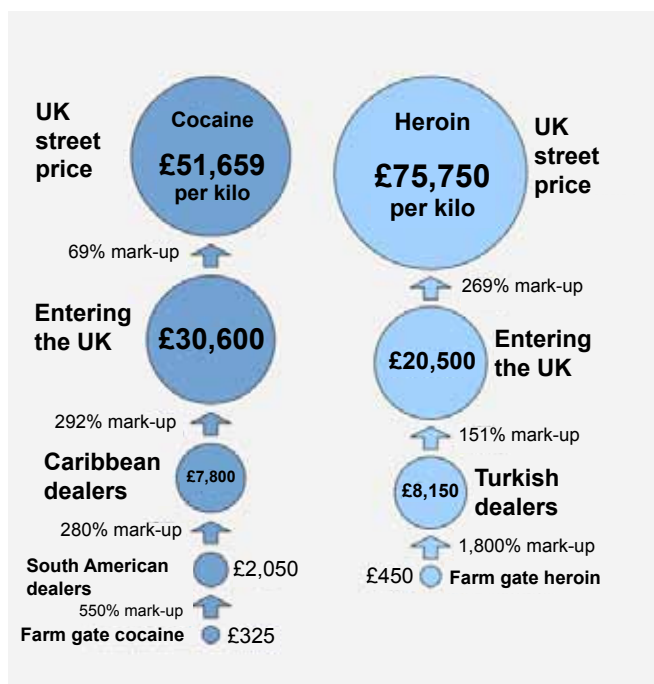 UK
street
price
Cocaine
£51,659
per kilo
69% mark-up
Entering
the UK
£30,600
292% mark-up
Caribbean
dealers
£7,800
280% mark-up
South American
dealers
£2,050
550% mark-up
Farm gate cocaine
£325
Heroin
£75,750
per kilo
UK
street
price
269% mark-up
£20,500
Entering
the UK
151% mark-up
£8,150
Turkish
dealers
1,800% mark-up
£450
Farm gate heroin